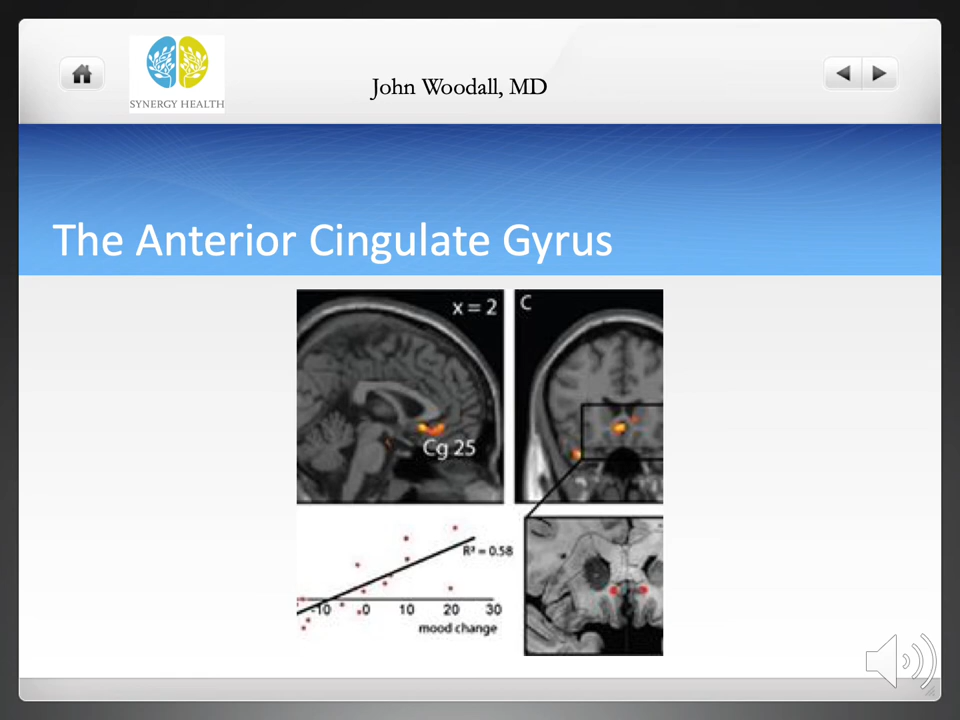 SYNERGY HEALTH
John Woodall, MD
The Anterior Cingulate Gyrus
x = 2
C
Cg 25
R² = 0.58
-10 0 10 20 30
mood change